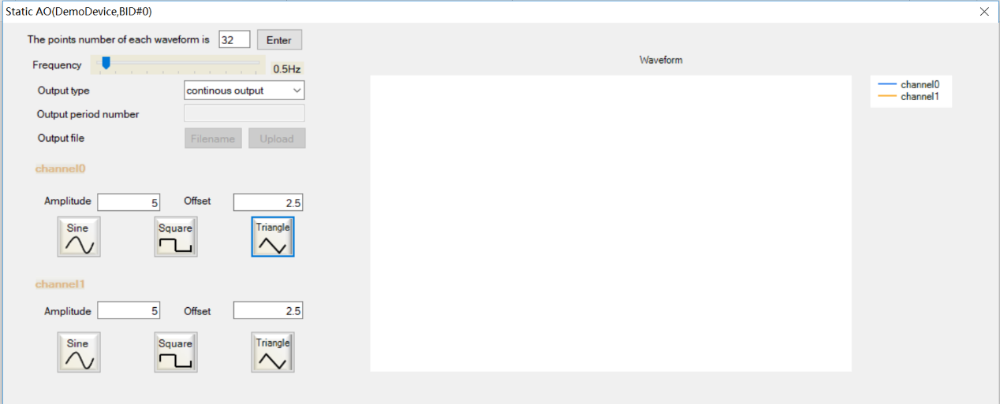 Static AO(DemoDevice,BID#0)
The points number of each waveform is 32 Enter
Frequency 0.5Hz
Output type continous output
Output period number
Output file Filename Upload
channel0
Amplitude 5 Offset 2.5
Sine Square Triangle
channel1
Amplitude 5 Offset 2.5
Sine Square Triangle
Waveform
channel0
channel1